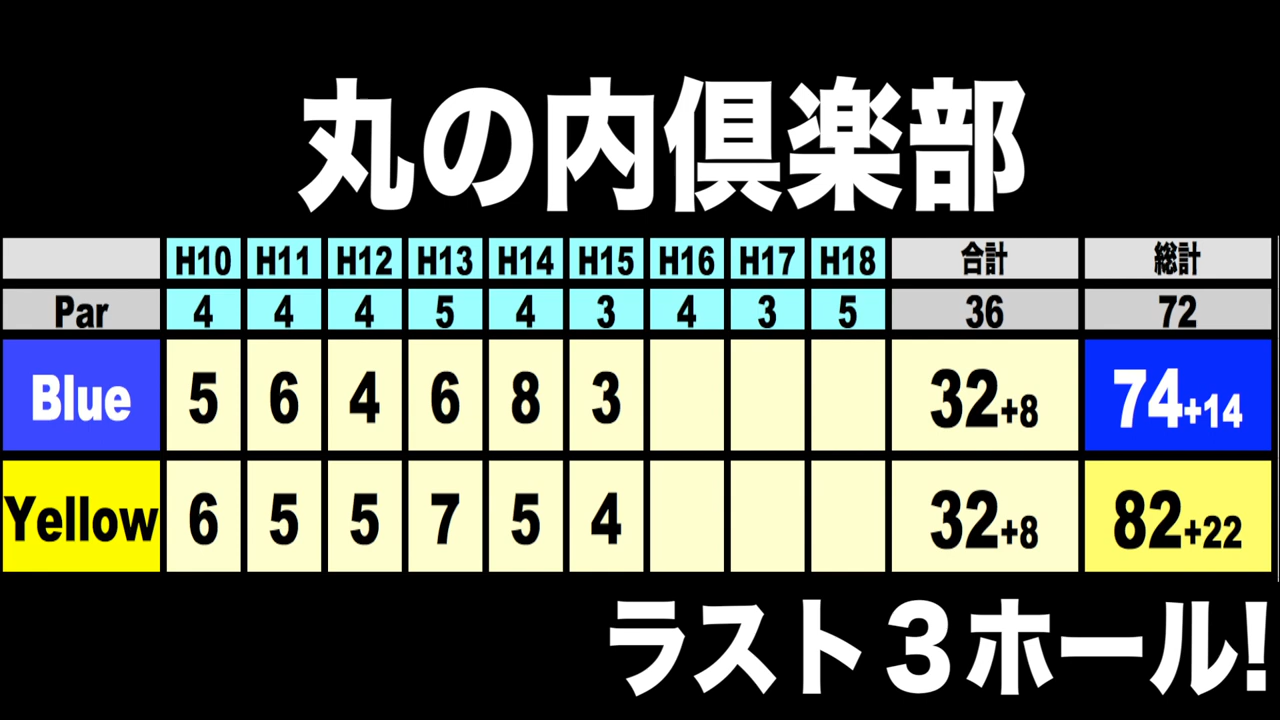 丸の内倶楽部
H10 H11 H12 H13 H14 H15 H16 H17 H18 合計 総計
Par 4 4 4 5 4 3 4 3 5 36 72
Blue 5 6 4 6 8 3 32+8 74+14
Yellow 6 5 5 7 5 4 32+8 82+22
ラスト３ホール!